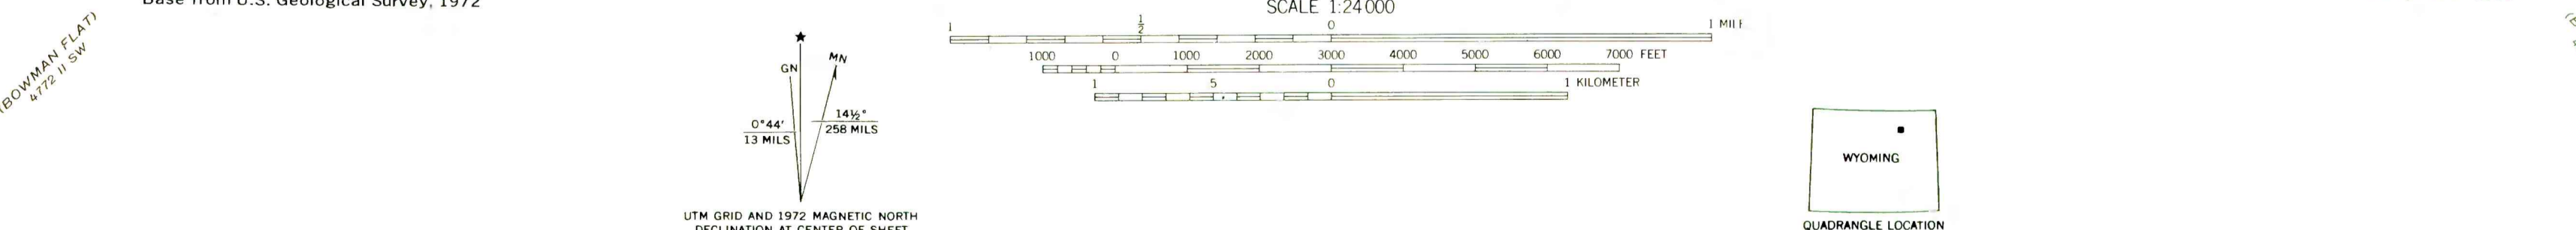 Base from U.S. Geological Survey, 1972
(BOWMAN FLAT)
4772 II SW
★
GN
MN
0°44'
13 MILS
14½°
258 MILS
UTM GRID AND 1972 MAGNETIC NORTH
DECLINATION AT CENTER OF SHEET
SCALE 1:24 000
1 ½ 0 1 MILE
1000 0 1000 2000 3000 4000 5000 6000 7000 FEET
1 5 0 1 KILOMETER
WYOMING
QUADRANGLE LOCATION